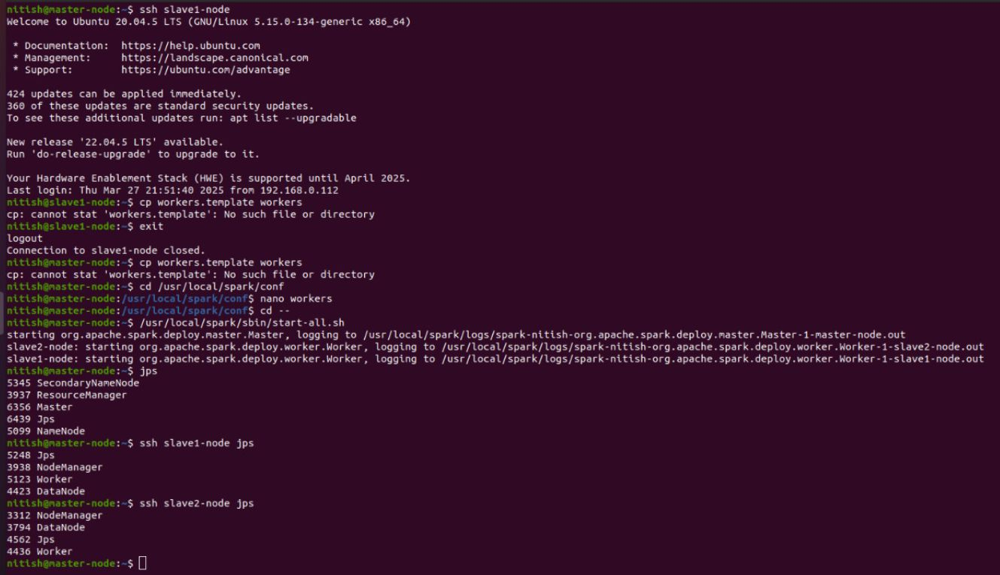 nitish@master-node:~$ ssh slave1-node
Welcome to Ubuntu 20.04.5 LTS (GNU/Linux 5.15.0-134-generic x86_64)
* Documentation:  https://help.ubuntu.com
* Management:     https://landscape.canonical.com
* Support:        https://ubuntu.com/advantage
424 updates can be applied immediately.
360 of these updates are standard security updates.
To see these additional updates run: apt list --upgradable
New release '22.04.5 LTS' available.
Run 'do-release-upgrade' to upgrade to it.
Your Hardware Enablement Stack (HWE) is supported until April 2025.
Last login: Thu Mar 27 21:51:40 2025 from 192.168.0.112
nitish@slave1-node:~$ cp workers.template workers
cp: cannot stat 'workers.template': No such file or directory
nitish@slave1-node:~$ exit
logout
Connection to slave1-node closed.
nitish@master-node:~$ cp workers.template workers
cp: cannot stat 'workers.template': No such file or directory
nitish@master-node:~$ cd /usr/local/spark/conf
nitish@master-node:/usr/local/spark/conf$ nano workers
nitish@master-node:/usr/local/spark/conf$ cd --
nitish@master-node:~$ /usr/local/spark/sbin/start-all.sh
starting org.apache.spark.deploy.master.Master, logging to /usr/local/spark/logs/spark-nitish-org.apache.spark.deploy.master.Master-1-master-node.out
slave2-node: starting org.apache.spark.deploy.worker.Worker, logging to /usr/local/spark/logs/spark-nitish-org.apache.spark.deploy.worker.Worker-1-slave2-node.out
slave1-node: starting org.apache.spark.deploy.worker.Worker, logging to /usr/local/spark/logs/spark-nitish-org.apache.spark.deploy.worker.Worker-1-slave1-node.out
nitish@master-node:~$ jps
5345 SecondaryNameNode
3937 ResourceManager
6356 Master
6439 Jps
5099 NameNode
nitish@master-node:~$ ssh slave1-node jps
5248 Jps
3938 NodeManager
5123 Worker
4423 DataNode
nitish@master-node:~$ ssh slave2-node jps
3312 NodeManager
3794 DataNode
4562 Jps
4436 Worker
nitish@master-node:~$